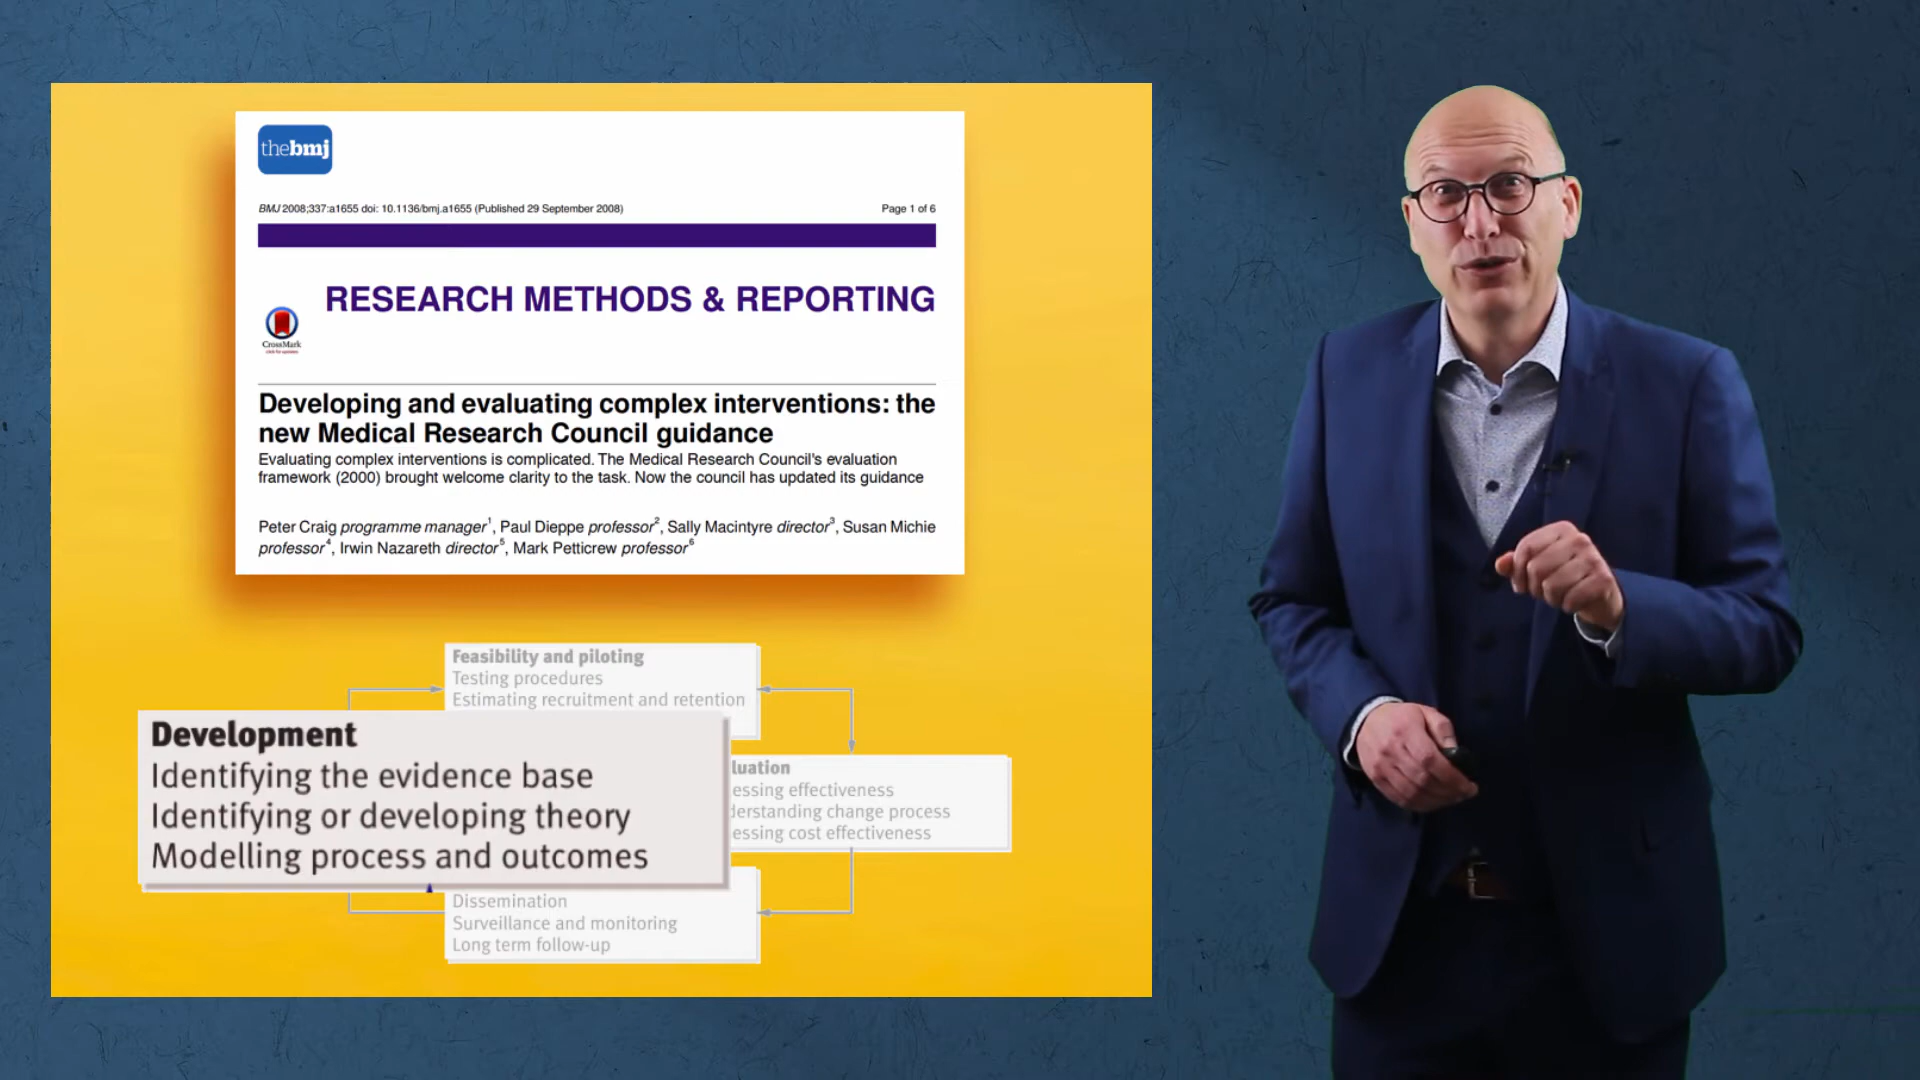 thebmj
BMJ 2008;337:a1655 doi: 10.1136/bmj.a1655 (Published 29 September 2008)
Page 1 of 6
RESEARCH METHODS & REPORTING
CrossMark
click for updates
Developing and evaluating complex interventions: the
new Medical Research Council guidance
Evaluating complex interventions is complicated. The Medical Research Council's evaluation
framework (2000) brought welcome clarity to the task. Now the council has updated its guidance
Peter Craig programme manager1, Paul Dieppe professor2, Sally Macintyre director3, Susan Michie
professor4, Irwin Nazareth director5, Mark Petticrew professor6
Feasibility and piloting
Testing procedures
Estimating recruitment and retention
Development
Identifying the evidence base
Identifying or developing theory
Modelling process and outcomes
luation
essing effectiveness
derstanding change process
essing cost effectiveness
Dissemination
Surveillance and monitoring
Long term follow-up